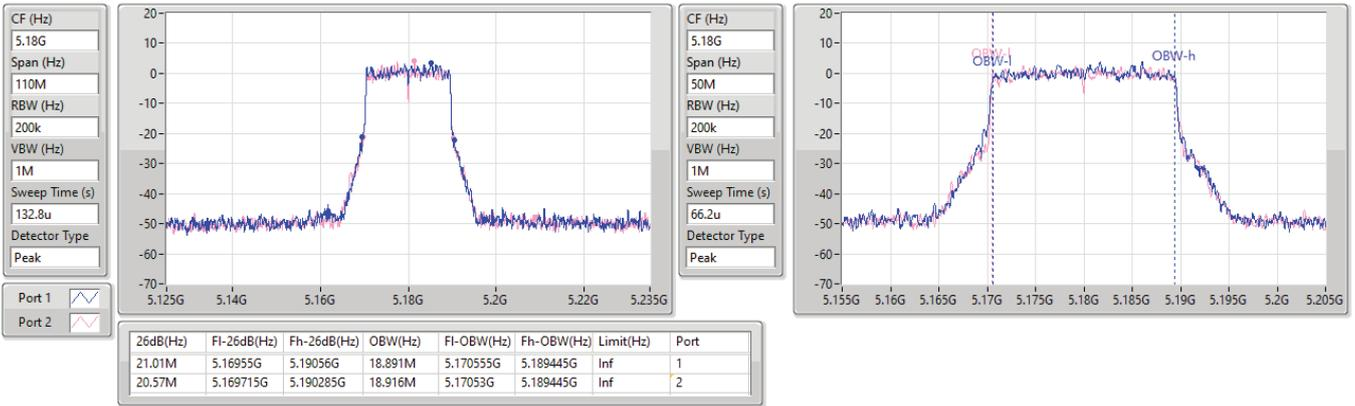 CF (Hz)
5.18G
Span (Hz)
110M
RBW (Hz)
200k
VBW (Hz)
1M
Sweep Time (s)
132.8u
Detector Type
Peak
Port 1
Port 2
20
10
0
-10
-20
-30
-40
-50
-60
-70
5.125G 5.14G 5.16G 5.18G 5.2G 5.22G 5.235G
CF (Hz)
5.18G
Span (Hz)
50M
RBW (Hz)
200k
VBW (Hz)
1M
Sweep Time (s)
66.2u
Detector Type
Peak
20
10
0
-10
-20
-30
-40
-50
-60
-70
OBW-l
OBW-l
OBW-h
5.155G 5.16G 5.165G 5.170G 5.175G 5.18G 5.185G 5.19G 5.195G 5.2G 5.205G
26dB(Hz) Fl-26dB(Hz) Fh-26dB(Hz) OBW(Hz) Fl-OBW(Hz) Fh-OBW(Hz) Limit(Hz) Port
21.01M 5.16955G 5.19056G 18.891M 5.170555G 5.189445G Inf 1
20.57M 5.169715G 5.190285G 18.916M 5.17053G 5.189445G Inf 2